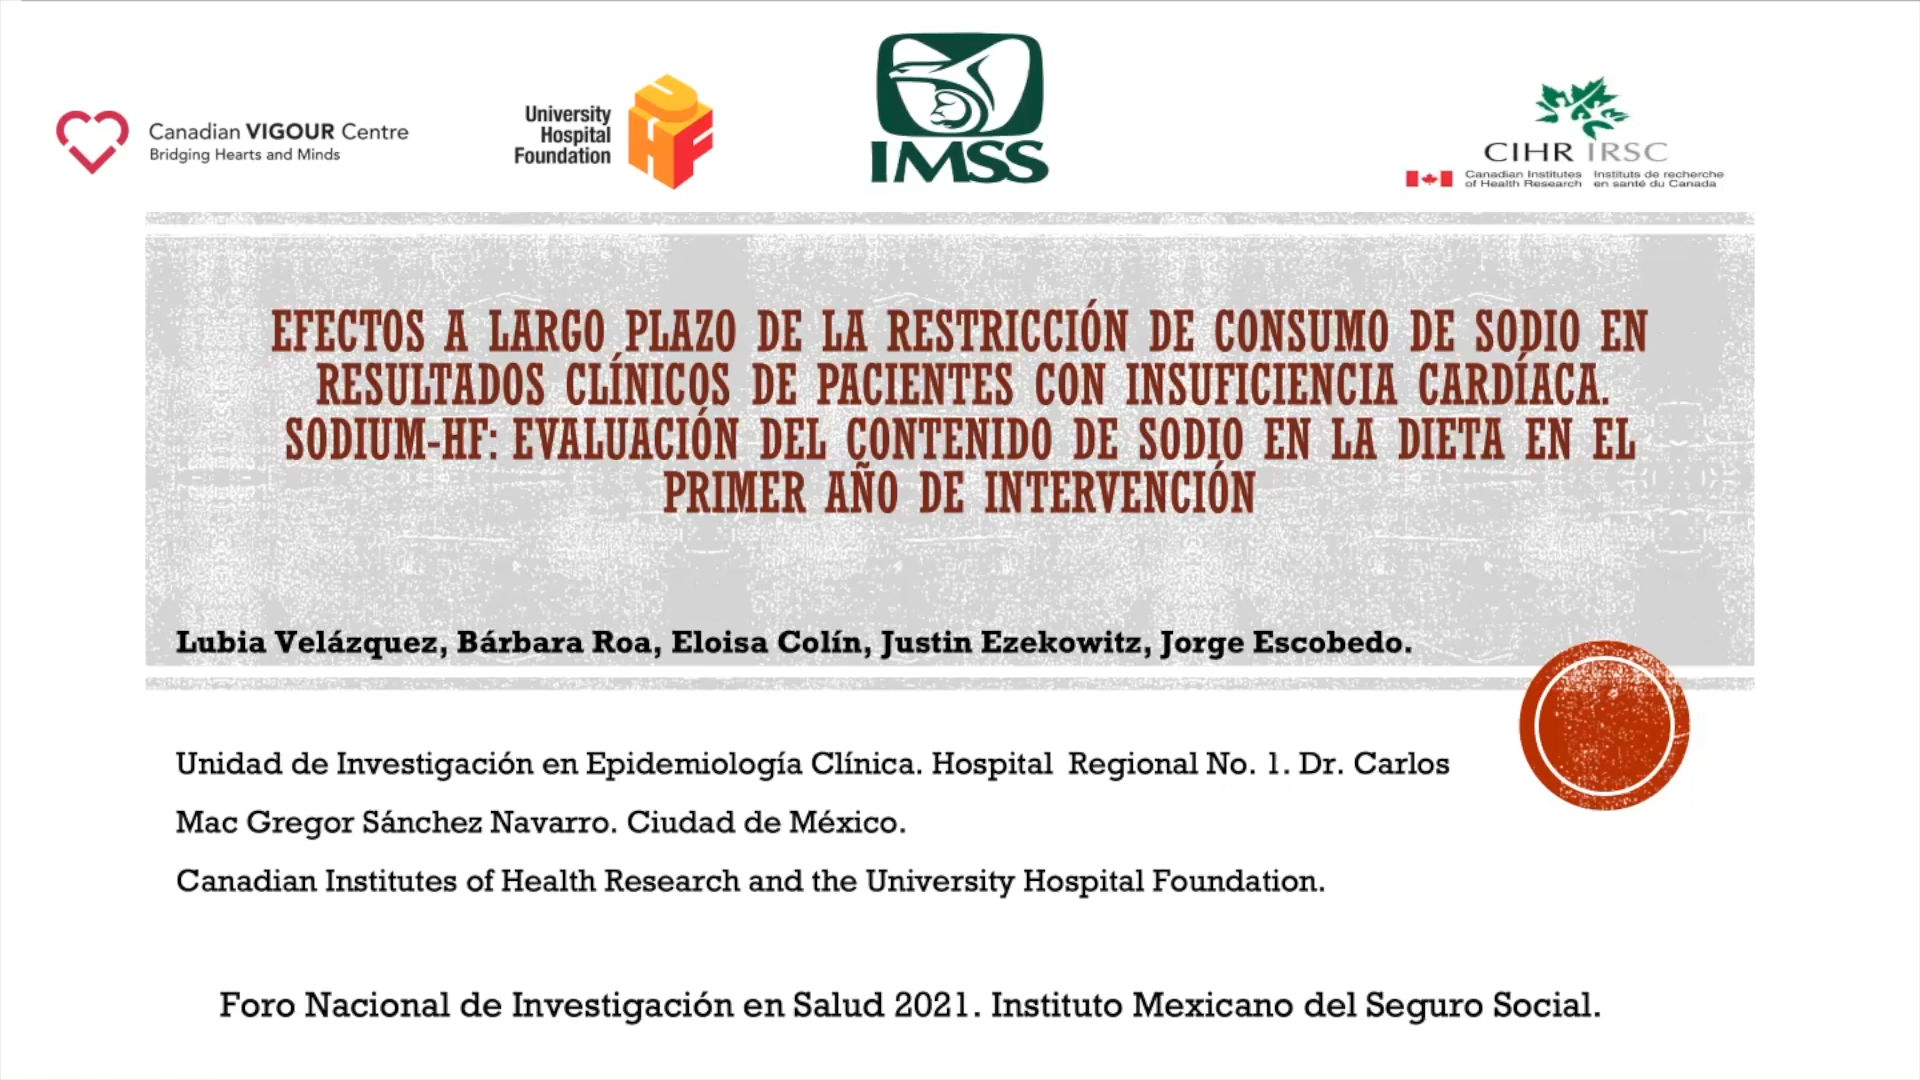 Canadian VIGOUR Centre
Bridging Hearts and Minds
University
Hospital
Foundation
UHF
IMSS
CIHR IRSC
Canadian Institutes
of Health Research
Instituts de recherche
en santé du Canada
EFECTOS A LARGO PLAZO DE LA RESTRICCIÓN DE CONSUMO DE SODIO EN
RESULTADOS CLÍNICOS DE PACIENTES CON INSUFICIENCIA CARDÍACA.
SODIUM-HF: EVALUACIÓN DEL CONTENIDO DE SODIO EN LA DIETA EN EL
PRIMER AÑO DE INTERVENCIÓN
Lubia Velázquez, Bárbara Roa, Eloisa Colín, Justin Ezekowitz, Jorge Escobedo.
Unidad de Investigación en Epidemiología Clínica. Hospital Regional No. 1. Dr. Carlos
Mac Gregor Sánchez Navarro. Ciudad de México.
Canadian Institutes of Health Research and the University Hospital Foundation.
Foro Nacional de Investigación en Salud 2021. Instituto Mexicano del Seguro Social.